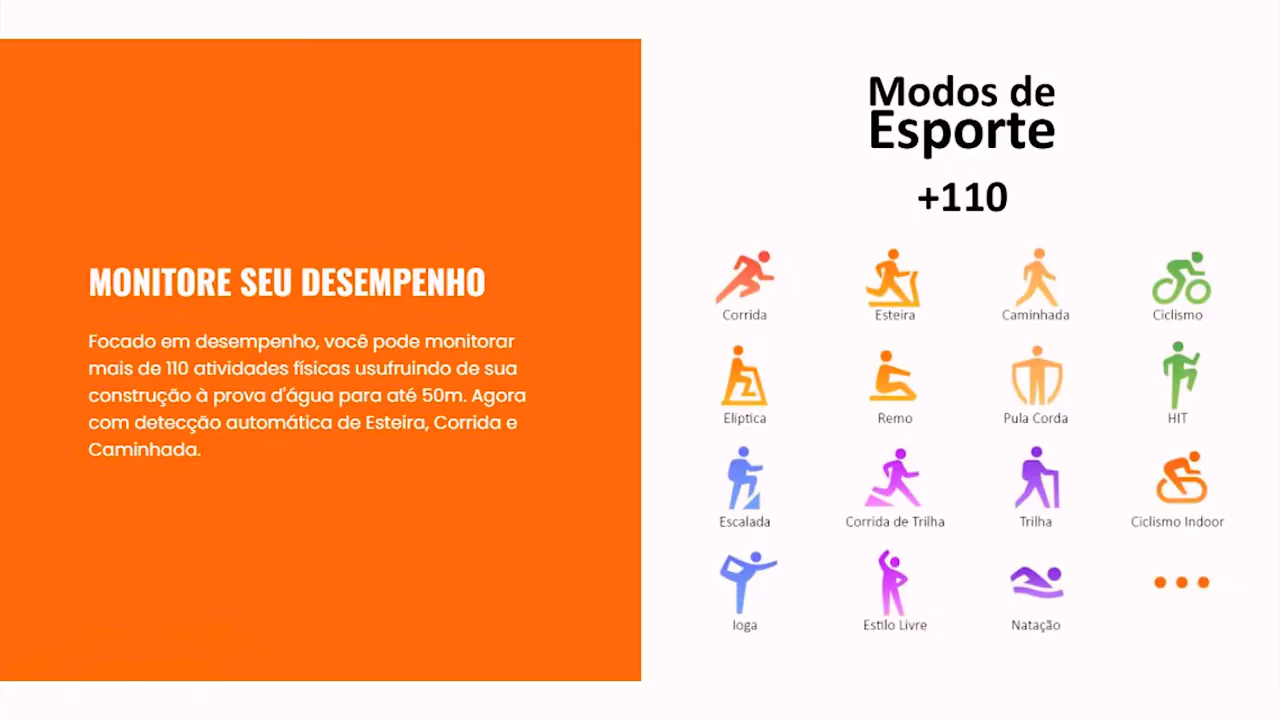 MONITORE SEU DESEMPENHO
Focado em desempenho, você pode monitorar
mais de 110 atividades físicas usufruindo de sua
construção à prova d'água para até 50m. Agora
com detecção automática de Esteira, Corrida e
Caminhada.
Modos de
Esporte
+110
Corrida
Esteira
Caminhada
Ciclismo
Elíptica
Remo
Pula Corda
HIT
Escalada
Corrida de Trilha
Trilha
Ciclismo Indoor
Ioga
Estilo Livre
Natação